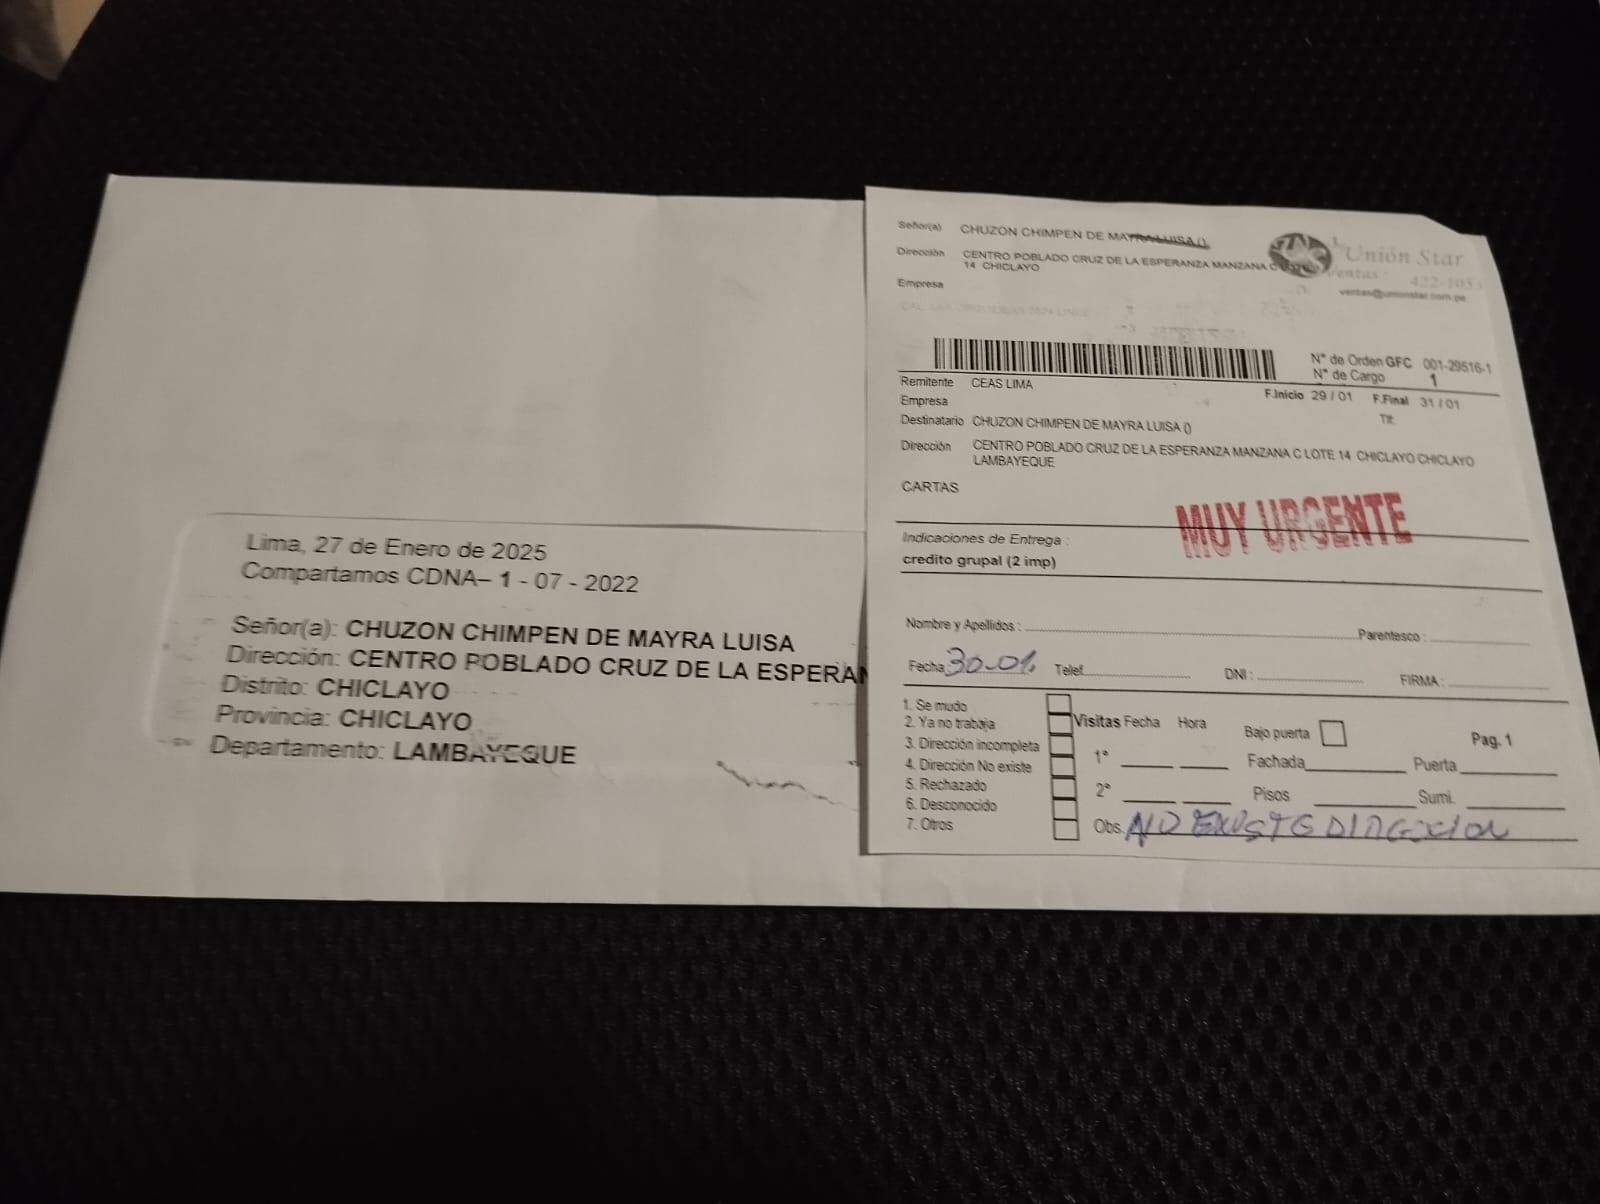 Lima, 27 de Enero de 2025
Compartamos CDNA– 1 - 07 - 2022
Señor(a): CHUZON CHIMPEN DE MAYRA LUISA
Dirección: CENTRO POBLADO CRUZ DE LA ESPERAN
Distrito: CHICLAYO
Provincia: CHICLAYO
Departamento: LAMBAYEQUE
Señor(a) CHUZON CHIMPEN DE MAYRA LUISA ()
Dirección CENTRO POBLADO CRUZ DE LA ESPERANZA MANZANA C
14 CHICLAYO
Empresa
Unión Star
ventas@unionstar.com.pe
N° de Orden GFC 001-29516-1
N° de Cargo 1
Remitente CEAS LIMA
F.Inicio 29 / 01 F.Final 31 / 01
Empresa
Tlf:
Destinatario CHUZON CHIMPEN DE MAYRA LUISA ()
Dirección CENTRO POBLADO CRUZ DE LA ESPERANZA MANZANA C LOTE 14 CHICLAYO CHICLAYO
LAMBAYEQUE
CARTAS
MUY URGENTE
Indicaciones de Entrega :
credito grupal (2 imp)
Nombre y Apellidos : Parentesco :
Fecha 30-01 Telef. DNI : FIRMA :
1. Se mudo
2. Ya no trabaja
3. Dirección incompleta
4. Dirección No existe
5. Rechazado
6. Desconocido
7. Otros
Visitas Fecha Hora Bajo puerta Pag. 1
1° Fachada Puerta
2° Pisos Sumi.
Obs. NO EXISTE DIRECCION